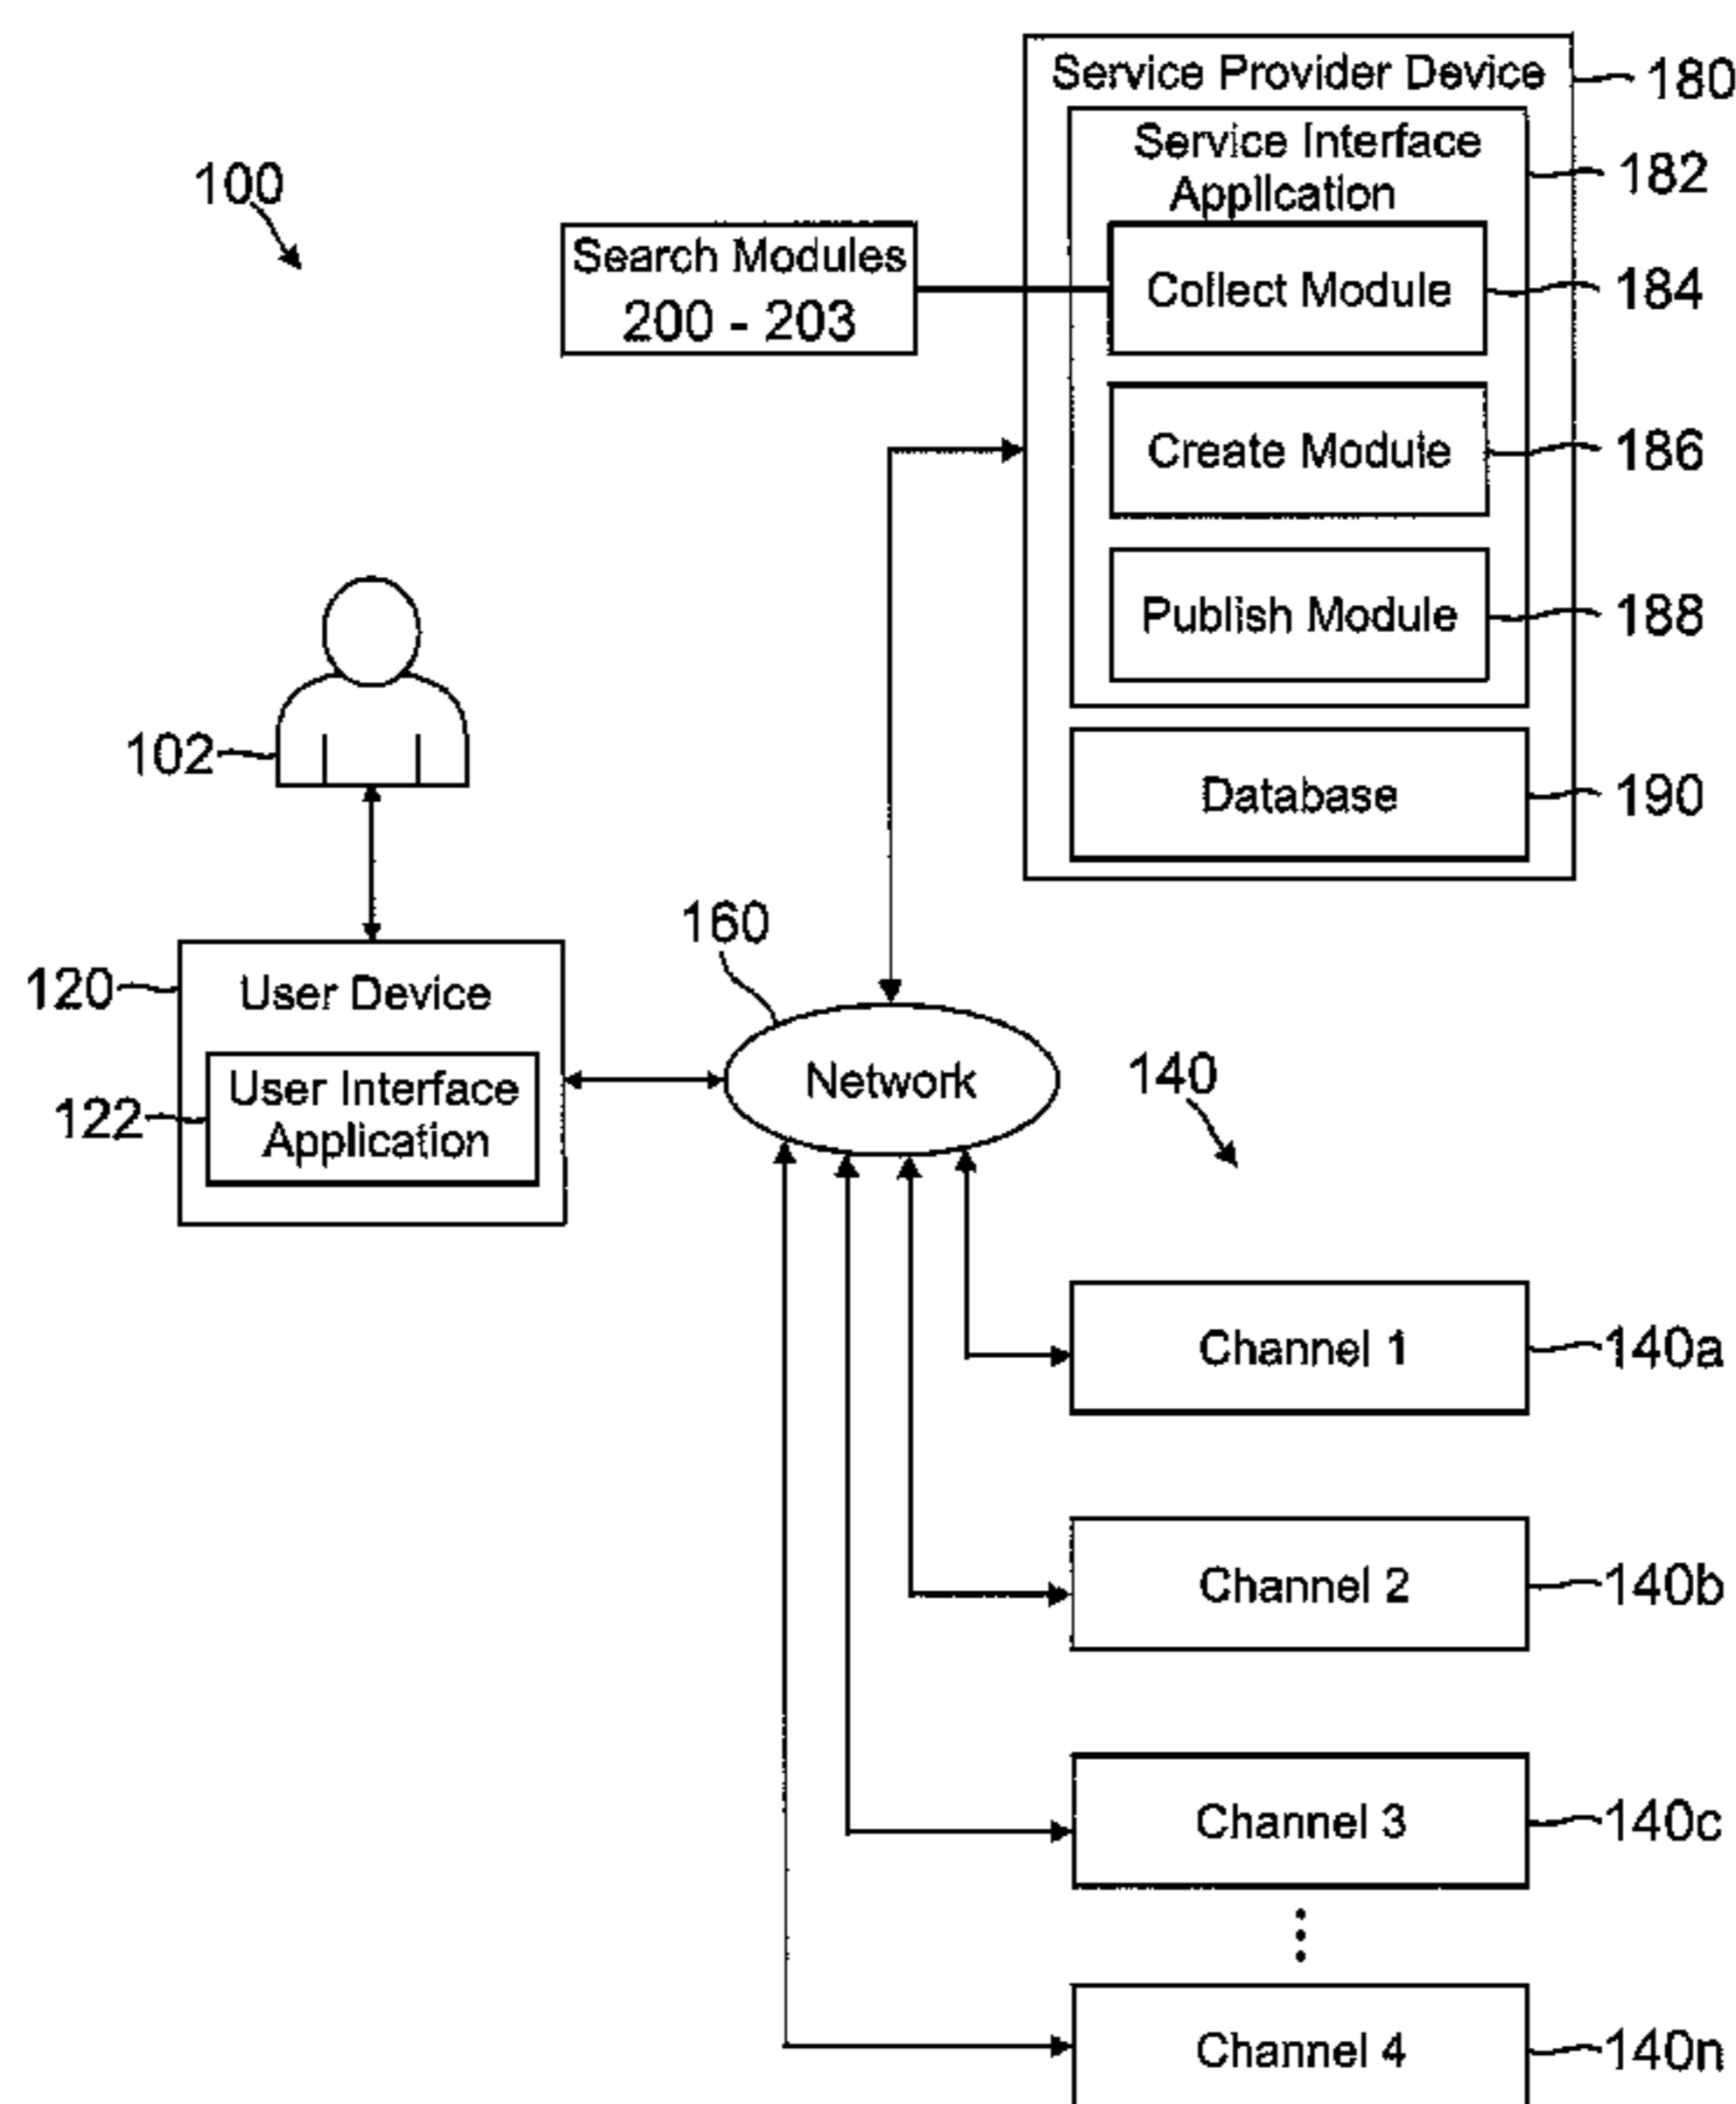 Service Provider Device
180
Service Interface
Application
182
100
Search Modules
200 - 203
Collect Module
184
Create Module
186
Publish Module
188
102
Database
190
160
120
User Device
Network
140
122
User Interface
Application
Channel 1
140a
Channel 2
140b
Channel 3
140c
Channel 4
140n